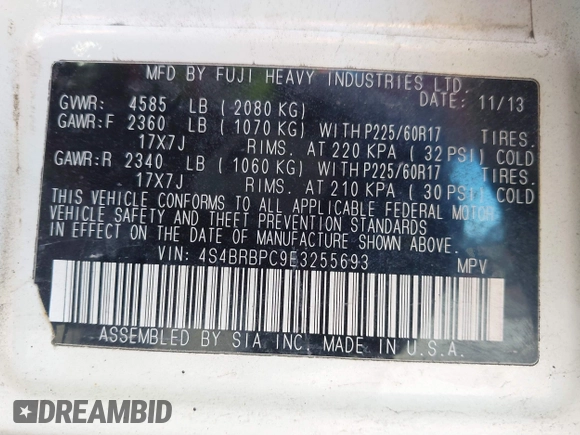 MFD BY FUJI HEAVY INDUSTRIES LTD.
DATE: 11/13
GVWR: 4585 LB (2080 KG)
GAWR:F 2360 LB (1070 KG) WITH P225/60R17 TIRES.
17X7J RIMS. AT 220 KPA (32 PSI) COLD
GAWR:R 2340 LB (1060 KG) WITH P225/60R17 TIRES.
17X7J RIMS. AT 210 KPA (30 PSI) COLD
THIS VEHICLE CONFORMS TO ALL APPLICABLE FEDERAL MOTOR
VEHICLE SAFETY AND THEFT PREVENTION STANDARDS
IN EFFECT ON THE DATE OF MANUFACTURE SHOWN ABOVE.
VIN: 4S4BRBPC9E3255693 MPV
ASSEMBLED BY SIA INC. MADE IN U.S.A.
DREAMBID